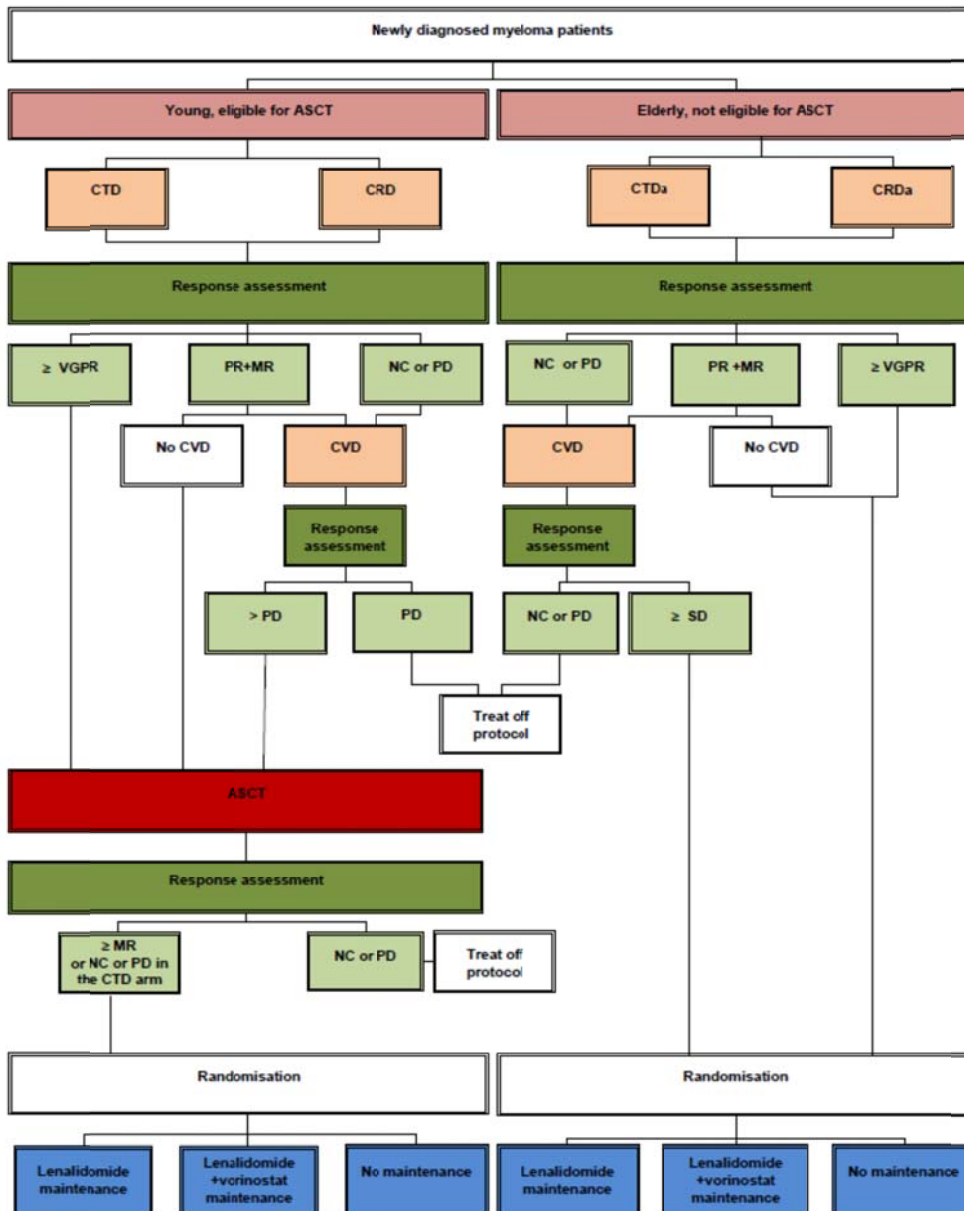 Newly diagnosed myeloma patients
Young, eligible for ASCT
Elderly, not eligible for ASCT
CTD
CRD
CTDa
CRDa
Response assessment
Response assessment
≥ VGPR
PR+MR
NC or PD
NC or PD
PR +MR
≥ VGPR
No CVD
CVD
CVD
No CVD
Response
assessment
Response
assessment
> PD
PD
NC or PD
≥ SD
Treat off
protocol
ASCT
Response assessment
≥ MR
or NC or PD in
the CTD arm
NC or PD
Treat off
protocol
Randomisation
Randomisation
Lenalidomide
maintenance
Lenalidomide
+vorinostat
maintenance
No maintenance
Lenalidomide
maintenance
Lenalidomide
+vorinostat
maintenance
No maintenance